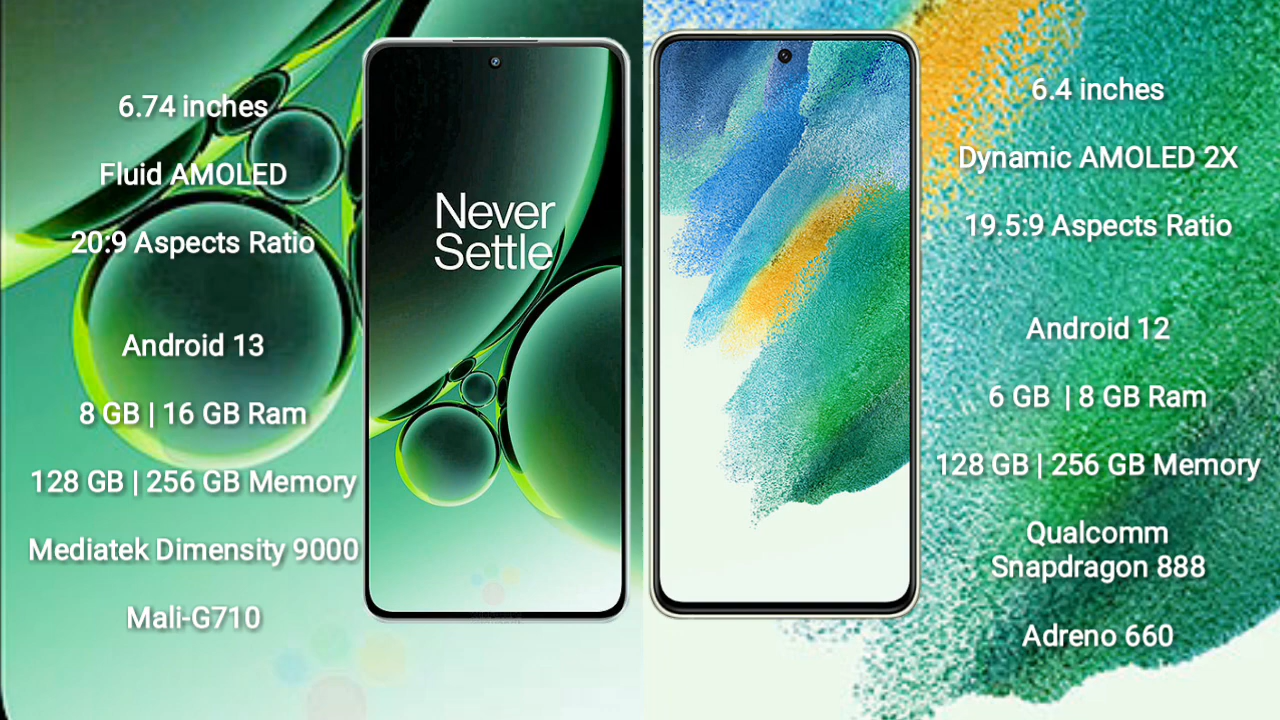 6.74 inches
Fluid AMOLED
20:9 Aspects Ratio
Android 13
8 GB | 16 GB Ram
128 GB | 256 GB Memory
Mediatek Dimensity 9000
Mali-G710
Never
Settle
6.4 inches
Dynamic AMOLED 2X
19.5:9 Aspects Ratio
Android 12
6 GB | 8 GB Ram
128 GB | 256 GB Memory
Qualcomm
Snapdragon 888
Adreno 660